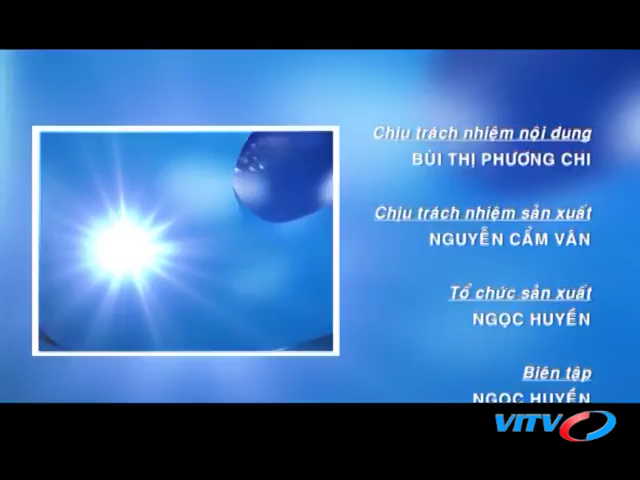 Chịu trách nhiệm nội dung
BÙI THỊ PHƯƠNG CHI
Chịu trách nhiệm sản xuất
NGUYỄN CẨM VÂN
Tổ chức sản xuất
NGỌC HUYỀN
Biên tập
NGỌC HUYỀN
VITV